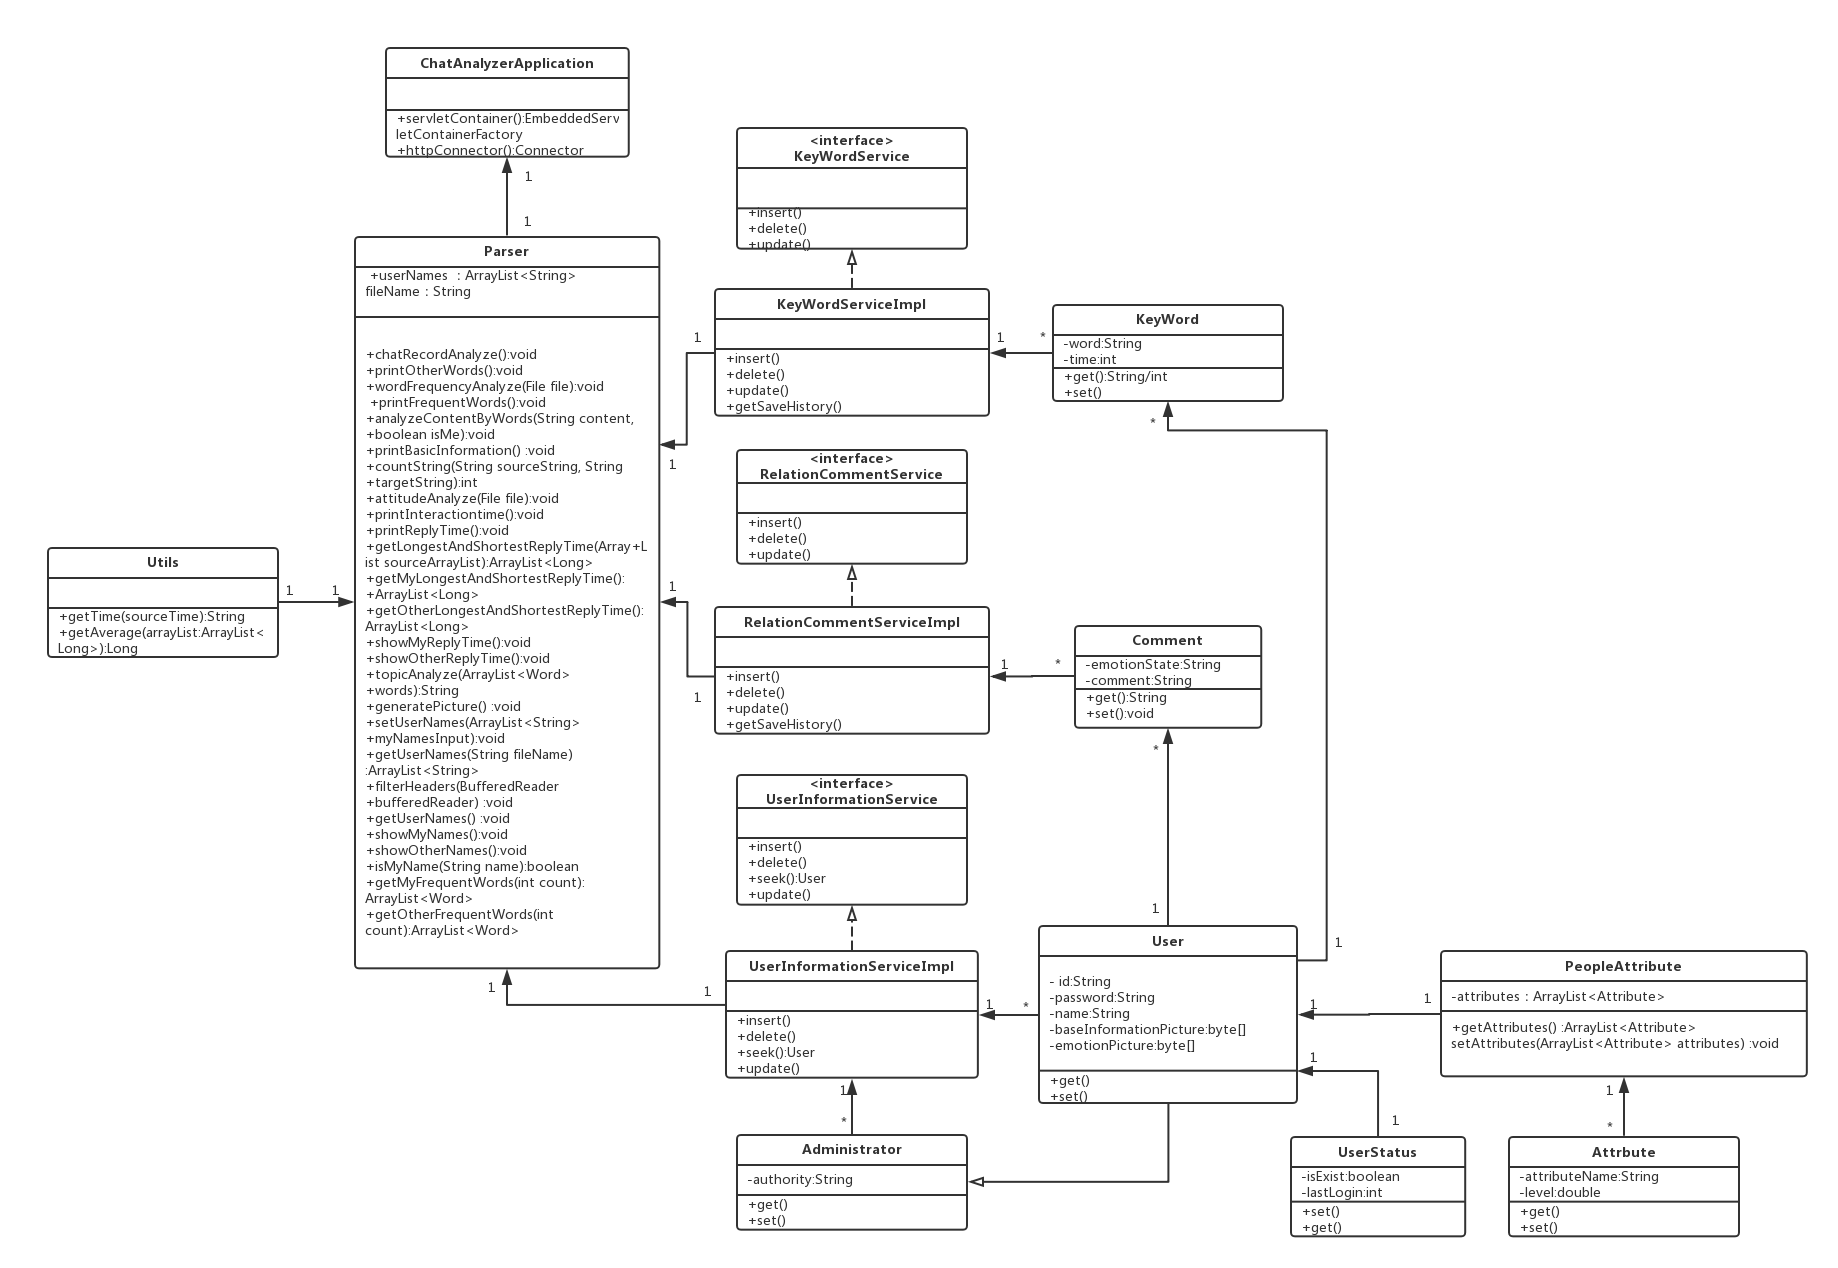 ChatAnalyzerApplication
+servletContainer():EmbeddedServ
letContainerFactory
+httpConnector():Connector
1
1
Parser
+userNames : ArrayList<String>
fileName : String
+chatRecordAnalyze():void
+printOtherWords():void
+wordFrequencyAnalyze(File file):void
+printFrequentWords():void
+analyzeContentByWords(String content,
+boolean isMe):void
+printBasicInformation() :void
+countString(String sourceString, String
+targetString):int
+attitudeAnalyze(File file):void
+printInteractiontime():void
+printReplyTime():void
+getLongestAndShortestReplyTime(Array+L
ist sourceArrayList):ArrayList<Long>
+getMyLongestAndShortestReplyTime():
+ArrayList<Long>
+getOtherLongestAndShortestReplyTime():
ArrayList<Long>
+showMyReplyTime():void
+showOtherReplyTime():void
+topicAnalyze(ArrayList<Word>
+words):String
+generatePicture() :void
+setUserNames(ArrayList<String>
+myNamesInput):void
+getUserNames(String fileName)
:ArrayList<String>
+filterHeaders(BufferedReader
+bufferedReader) :void
+getUserNames() :void
+showMyNames():void
+showOtherNames():void
+isMyName(String name):boolean
+getMyFrequentWords(int count):
ArrayList<Word>
+getOtherFrequentWords(int
count):ArrayList<Word>
Utils
+getTime(sourceTime):String
+getAverage(arrayList:ArrayList<
Long>):Long
1
1
<interface>
KeyWordService
+insert()
+delete()
+update()
KeyWordServiceImpl
+insert()
+delete()
+update()
+getSaveHistory()
1
1
1
*
KeyWord
-word:String
-time:int
+get():String/int
+set()
*
<interface>
RelationCommentService
+insert()
+delete()
+update()
RelationCommentServiceImpl
+insert()
+delete()
+update()
+getSaveHistory()
1
1
1
*
Comment
-emotionState:String
-comment:String
+get():String
+set():void
*
1
<interface>
UserInformationService
+insert()
+delete()
+seek():User
+update()
UserInformationServiceImpl
+insert()
+delete()
+seek():User
+update()
1
1
1
*
User
- id:String
-password:String
-name:String
-baseInformationPicture:byte[]
-emotionPicture:byte[]
+get()
+set()
1
1
1
PeopleAttribute
-attributes : ArrayList<Attribute>
+getAttributes() :ArrayList<Attribute>
setAttributes(ArrayList<Attribute> attributes) :void
1
1
1
*
1
*
Administrator
-authority:String
+get()
+set()
UserStatus
-isExist:boolean
-lastLogin:int
+set()
+get()
Attrbute
-attributeName:String
-level:double
+get()
+set()